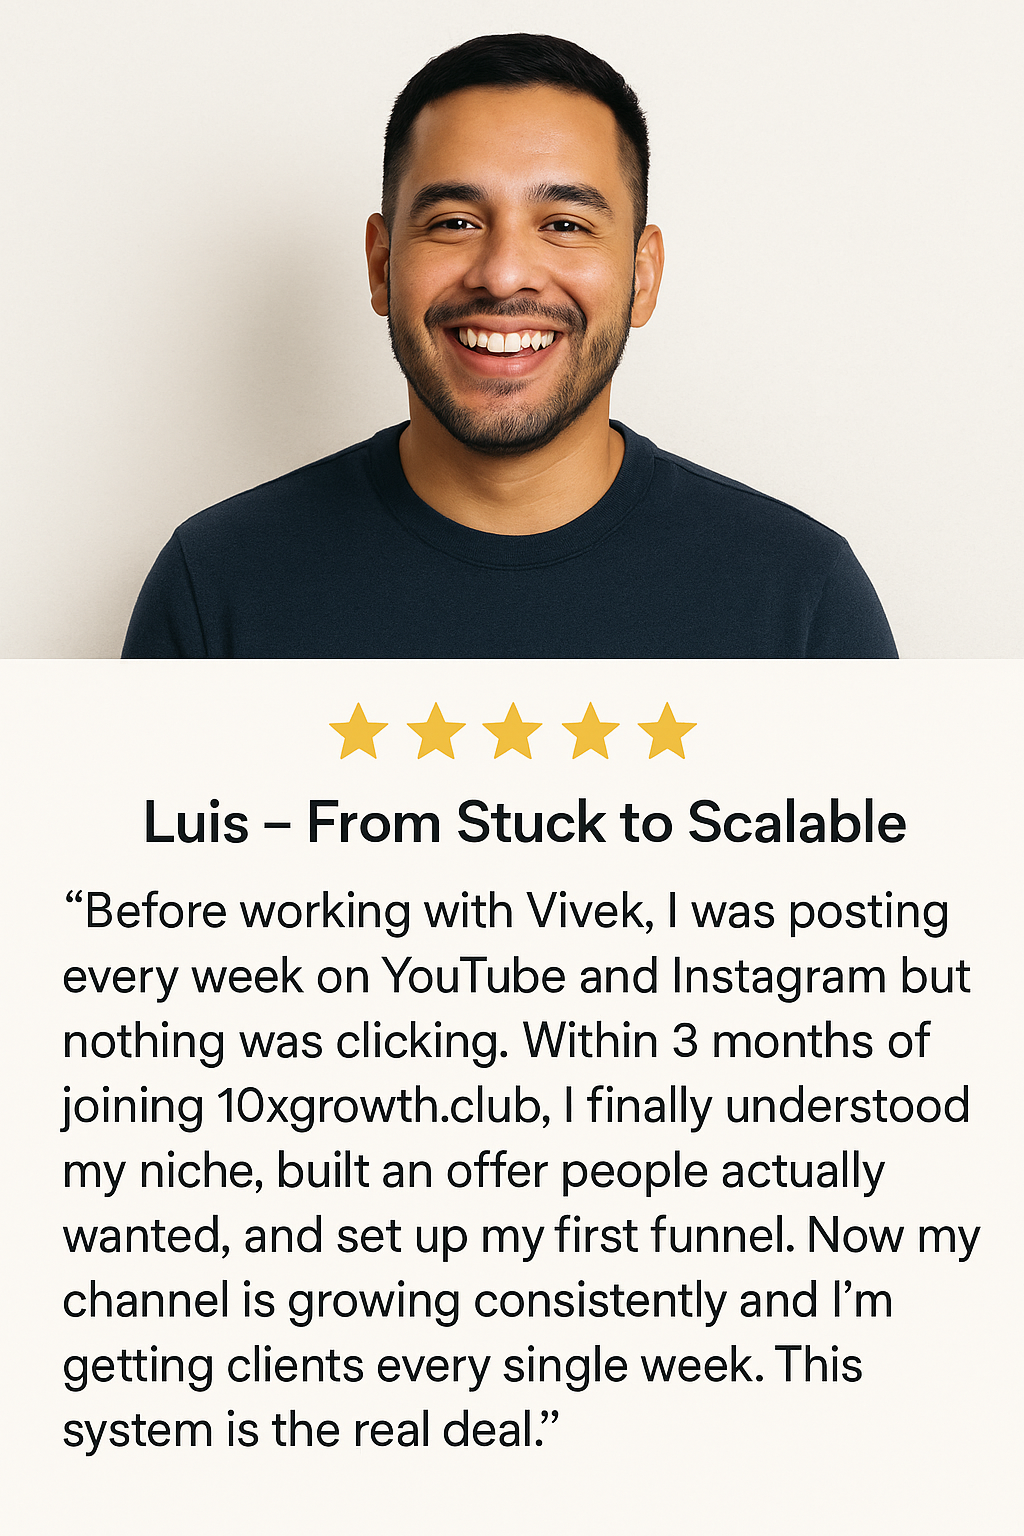 Luis – From Stuck to Scalable
“Before working with Vivek, I was posting
every week on YouTube and Instagram but
nothing was clicking. Within 3 months of
joining 10xgrowth.club, I finally understood
my niche, built an offer people actually
wanted, and set up my first funnel. Now my
channel is growing consistently and I’m
getting clients every single week. This
system is the real deal.”